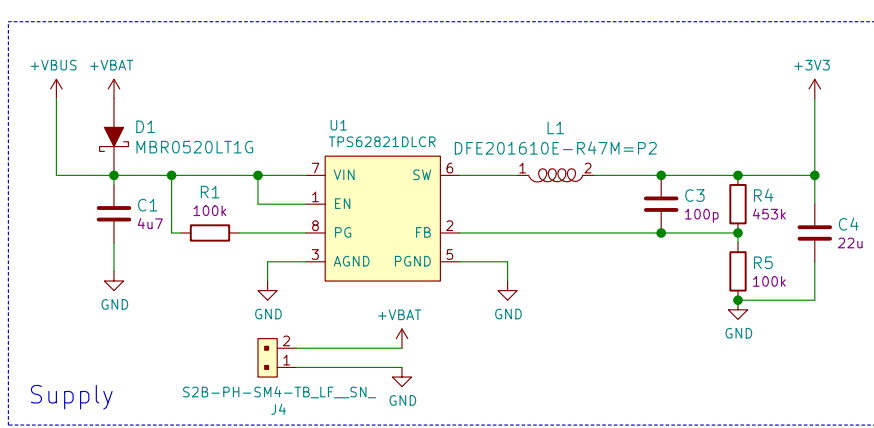 +VBUS
+VBAT
+3V3
D1
MBR0520LT1G
U1
TPS62821DLCR
L1
DFE201610E-R47M=P2
7
VIN
SW
6
1
2
1
EN
R1
100k
C1
4u7
8
PG
FB
2
C3
100p
R4
453k
C4
22u
3
AGND
PGND
5
R5
100k
GND
GND
GND
GND
+VBAT
2
1
GND
S2B-PH-SM4-TB_LF__SN_
J4
Supply